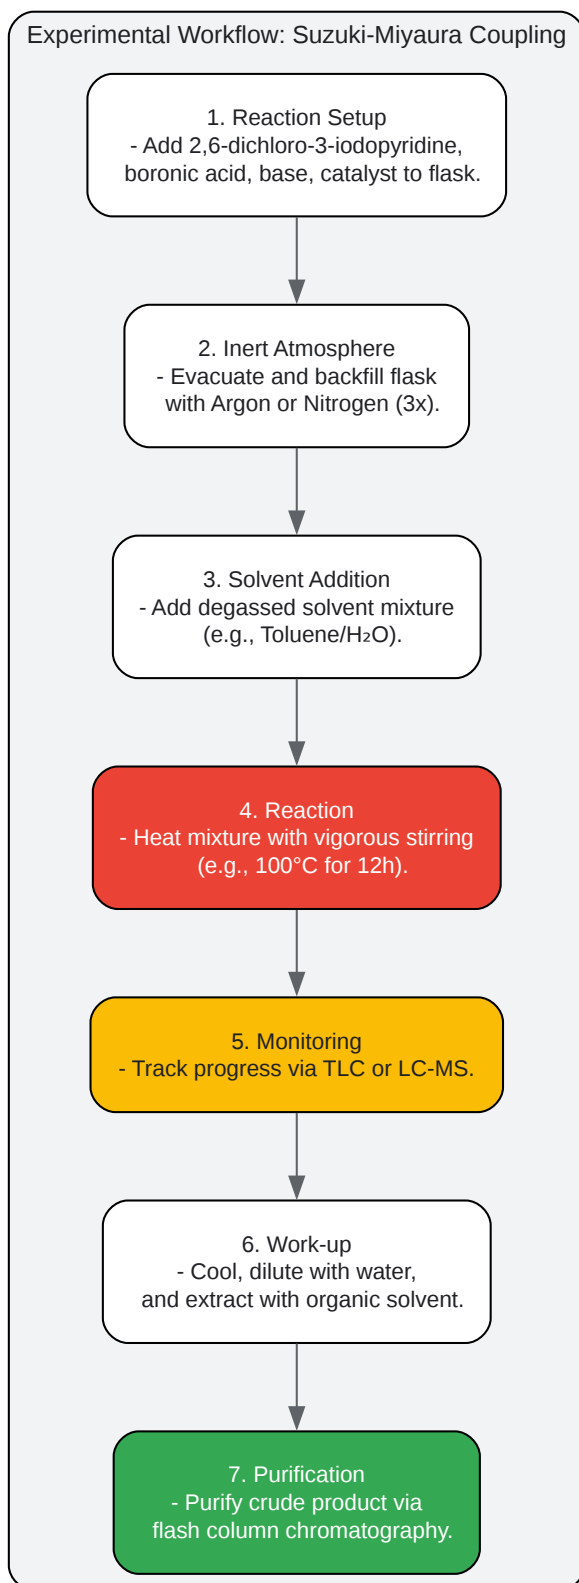 Experimental Workflow: Suzuki-Miyaura Coupling
1. Reaction Setup
- Add 2,6-dichloro-3-iodopyridine,
boronic acid, base, catalyst to flask.
2. Inert Atmosphere
- Evacuate and backfill flask
with Argon or Nitrogen (3x).
3. Solvent Addition
- Add degassed solvent mixture
(e.g., Toluene/H₂O).
4. Reaction
- Heat mixture with vigorous stirring
(e.g., 100°C for 12h).
5. Monitoring
- Track progress via TLC or LC-MS.
6. Work-up
- Cool, dilute with water,
and extract with organic solvent.
7. Purification
- Purify crude product via
flash column chromatography.